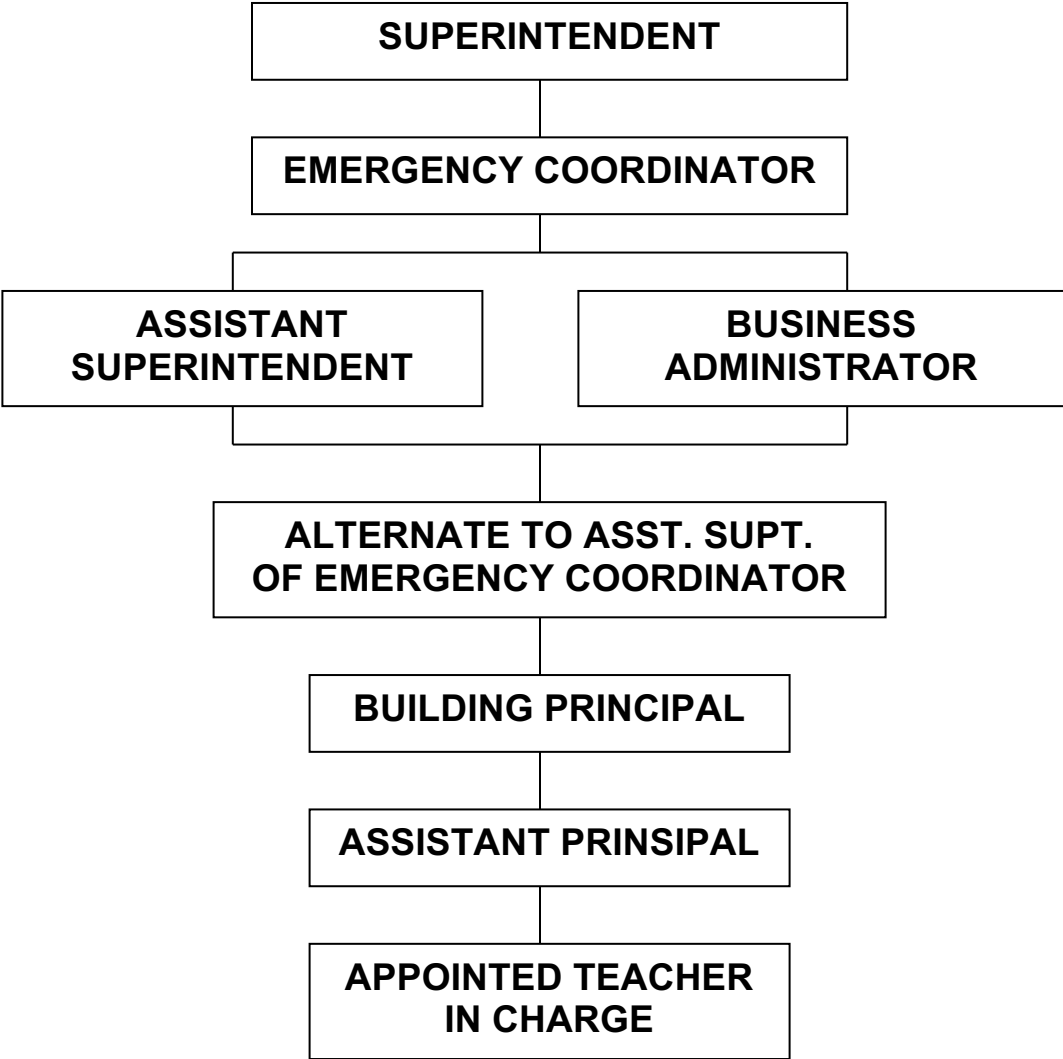 SUPERINTENDENT
EMERGENCY COORDINATOR
ASSISTANT
SUPERINTENDENT
BUSINESS
ADMINISTRATOR
ALTERNATE TO ASST. SUPT.
OF EMERGENCY COORDINATOR
BUILDING PRINCIPAL
ASSISTANT PRINSIPAL
APPOINTED TEACHER
IN CHARGE